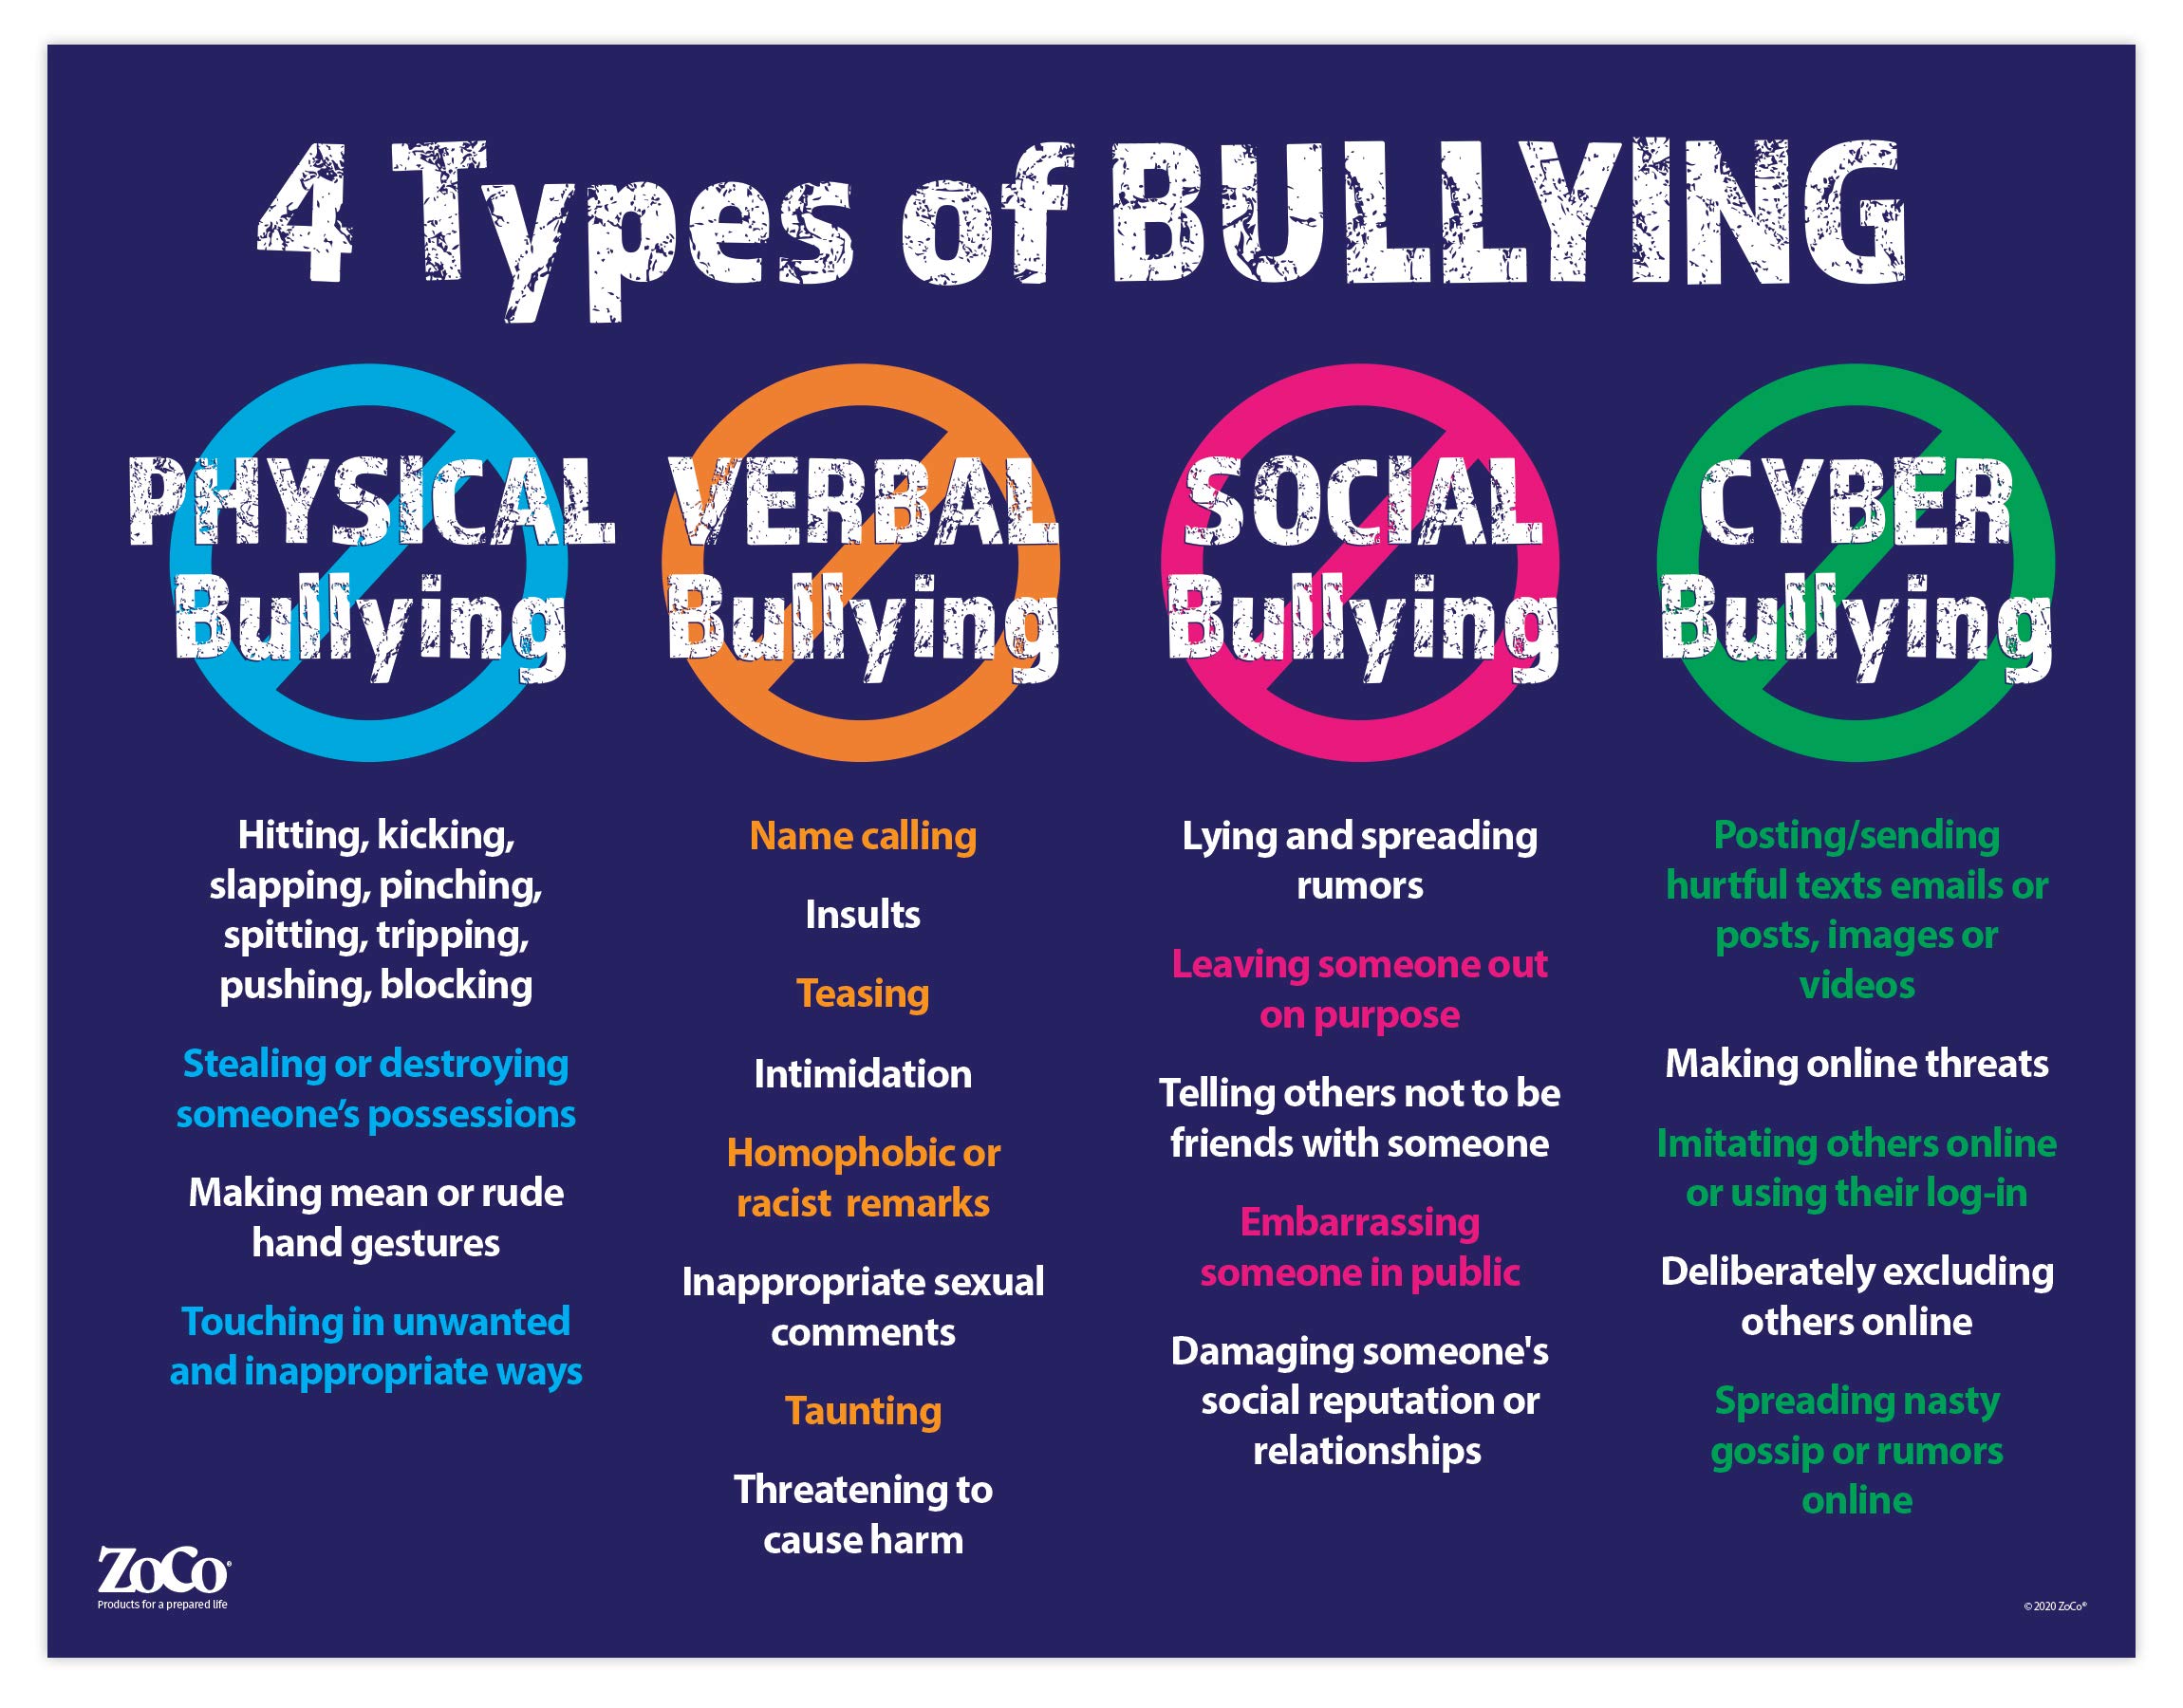 4 Types of BULLYING
PHYSICAL
Bullying
Hitting, kicking,
slapping, pinching,
spitting, tripping,
pushing, blocking
Stealing or destroying
someone’s possessions
Making mean or rude
hand gestures
Touching in unwanted
and inappropriate ways
VERBAL
Bullying
Name calling
Insults
Teasing
Intimidation
Homophobic or
racist  remarks
Inappropriate sexual
comments
Taunting
Threatening to
cause harm
SOCIAL
Bullying
Lying and spreading
rumors
Leaving someone out
on purpose
Telling others not to be
friends with someone
Embarrassing
someone in public
Damaging someone's
social reputation or
relationships
CYBER
Bullying
Posting/sending
hurtful texts emails or
posts, images or
videos
Making online threats
Imitating others online
or using their log-in
Deliberately excluding
others online
Spreading nasty
gossip or rumors
online
ZoCo®
Products for a prepared life
© 2020 ZoCo®